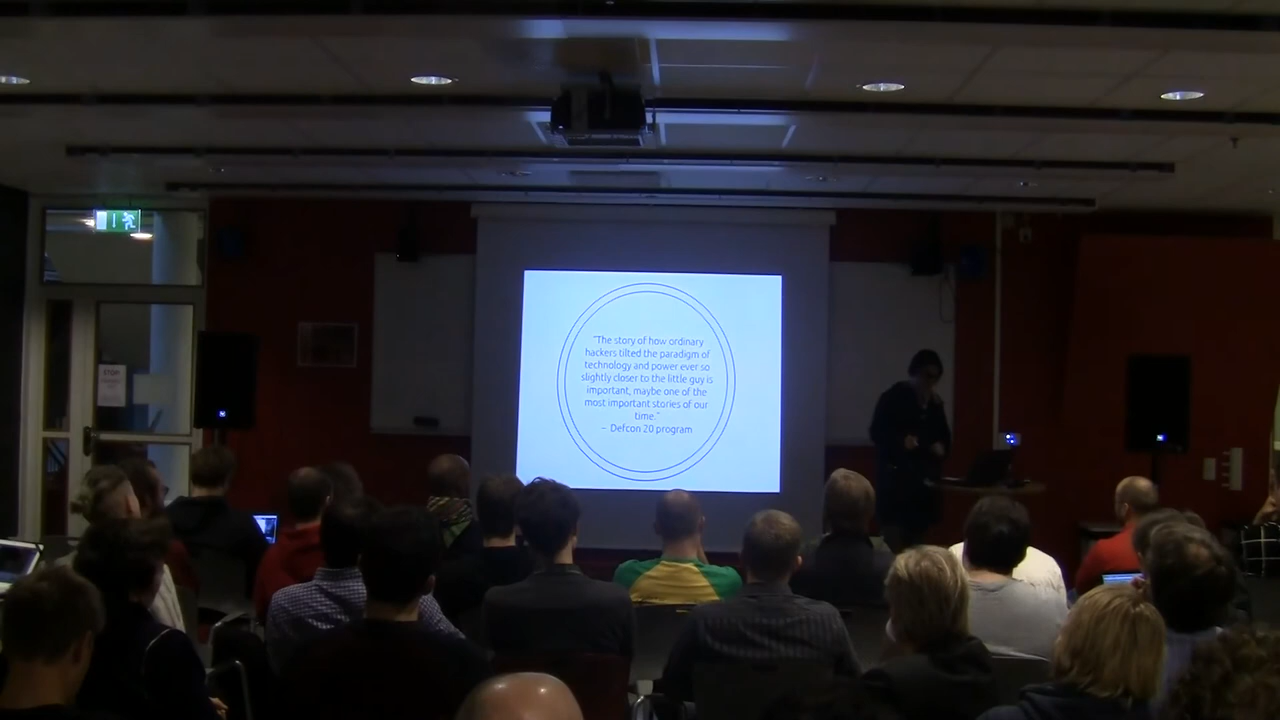 "The story of how ordinary
hackers tilted the paradigm of
technology and power ever so
slightly closer to the little guy is
important, maybe one of the
most important stories of our
time."
– Defcon 20 program
STOP